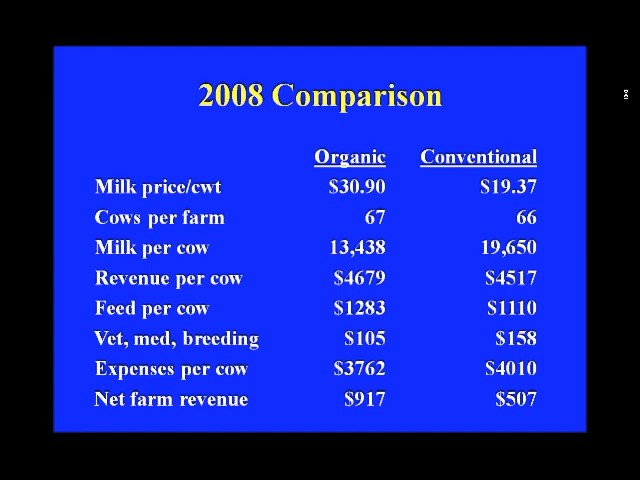 2008 Comparison
Organic Conventional
Milk price/cwt $30.90 $19.37
Cows per farm 67 66
Milk per cow 13,438 19,650
Revenue per cow $4679 $4517
Feed per cow $1283 $1110
Vet, med, breeding $105 $158
Expenses per cow $3762 $4010
Net farm revenue $917 $507